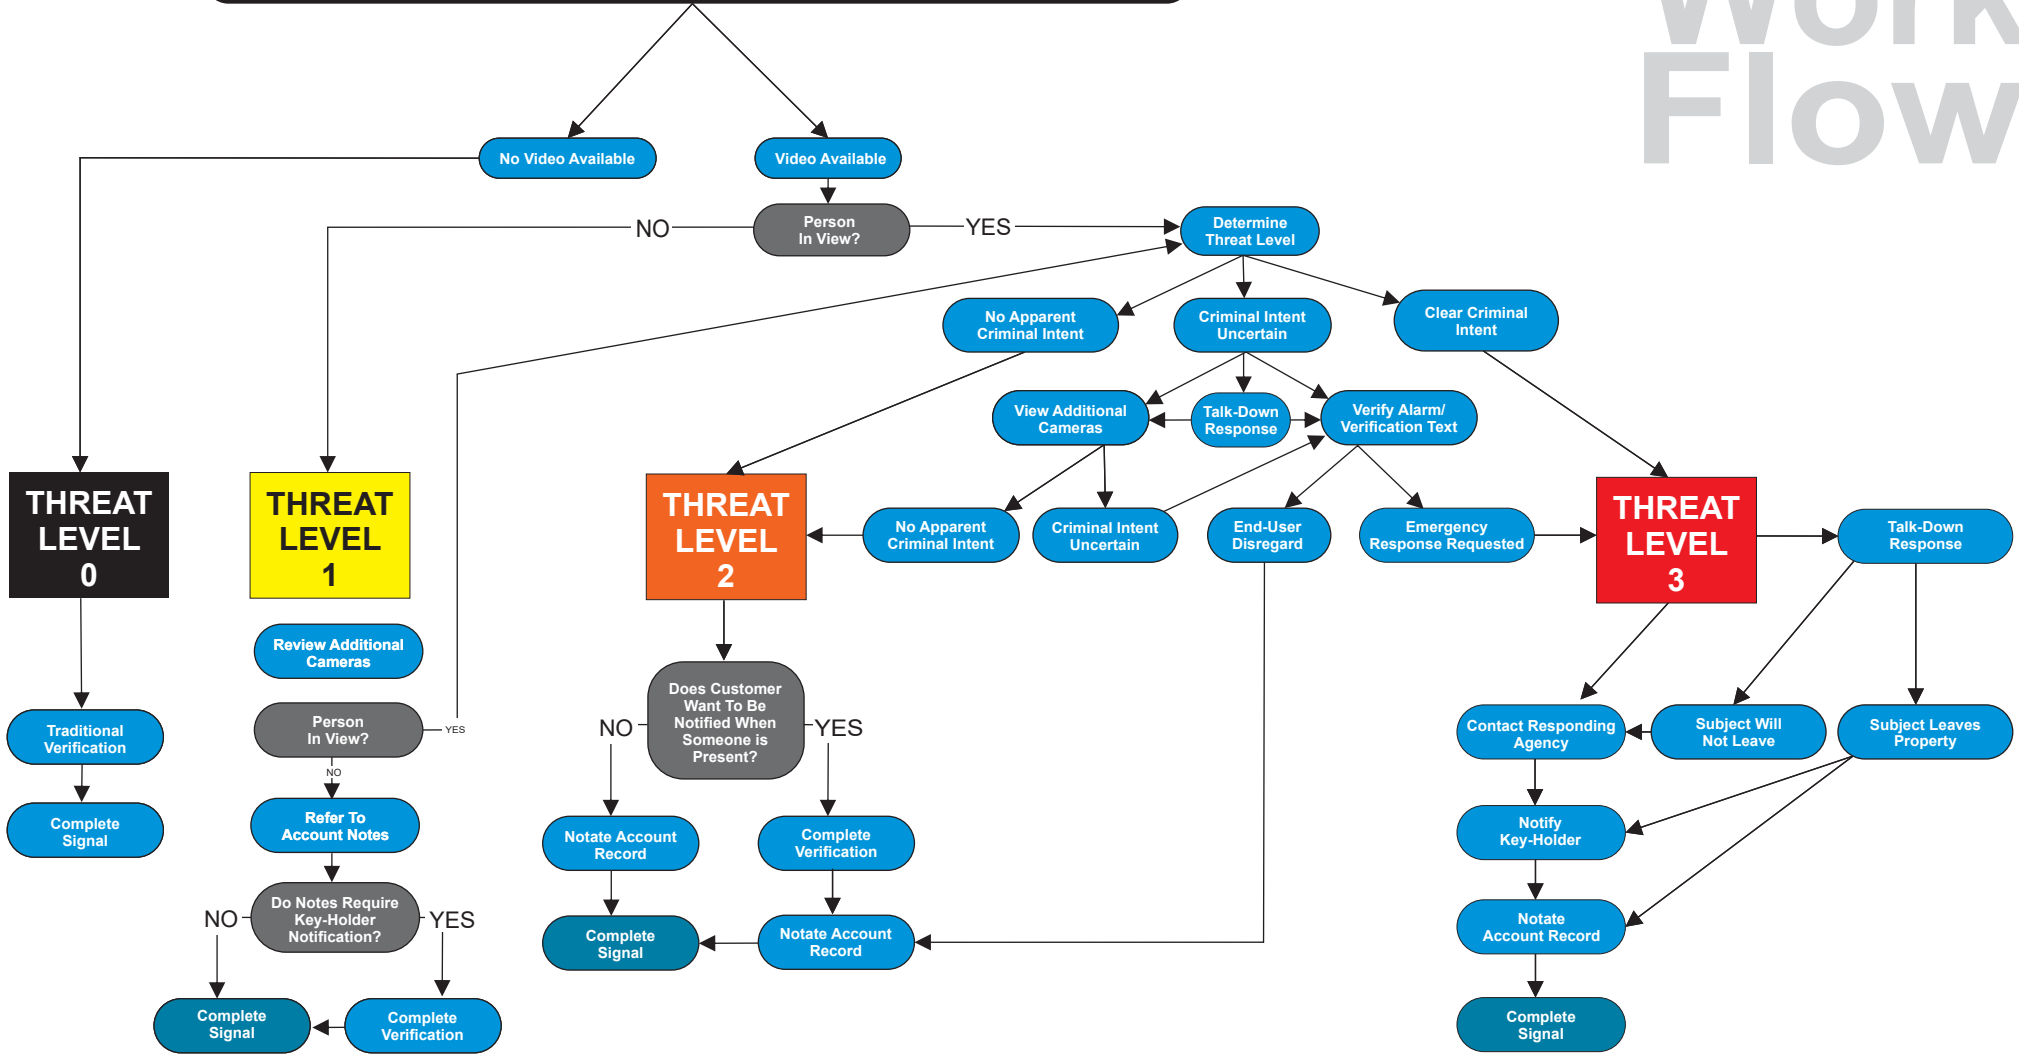 Work
Flow
No Video Available
Video Available
Person
In View?
NO
YES
Determine
Threat Level
No Apparent
Criminal Intent
Criminal Intent
Uncertain
Clear Criminal
Intent
View Additional
Cameras
Talk-Down
Response
Verify Alarm/
Verification Text
THREAT
LEVEL
0
THREAT
LEVEL
1
THREAT
LEVEL
2
No Apparent
Criminal Intent
Criminal Intent
Uncertain
End-User
Disregard
Emergency
Response Requested
THREAT
LEVEL
3
Talk-Down
Response
Review Additional
Cameras
Person
In View?
YES
NO
Traditional
Verification
Complete
Signal
Refer To
Account Notes
Do Notes Require
Key-Holder
Notification?
NO
YES
Complete
Signal
Complete
Verification
Does Customer
Want To Be
Notified When
Someone is
Present?
NO
YES
Notate Account
Record
Complete
Verification
Complete
Signal
Notate Account
Record
Contact Responding
Agency
Subject Will
Not Leave
Subject Leaves
Property
Notify
Key-Holder
Notate
Account Record
Complete
Signal